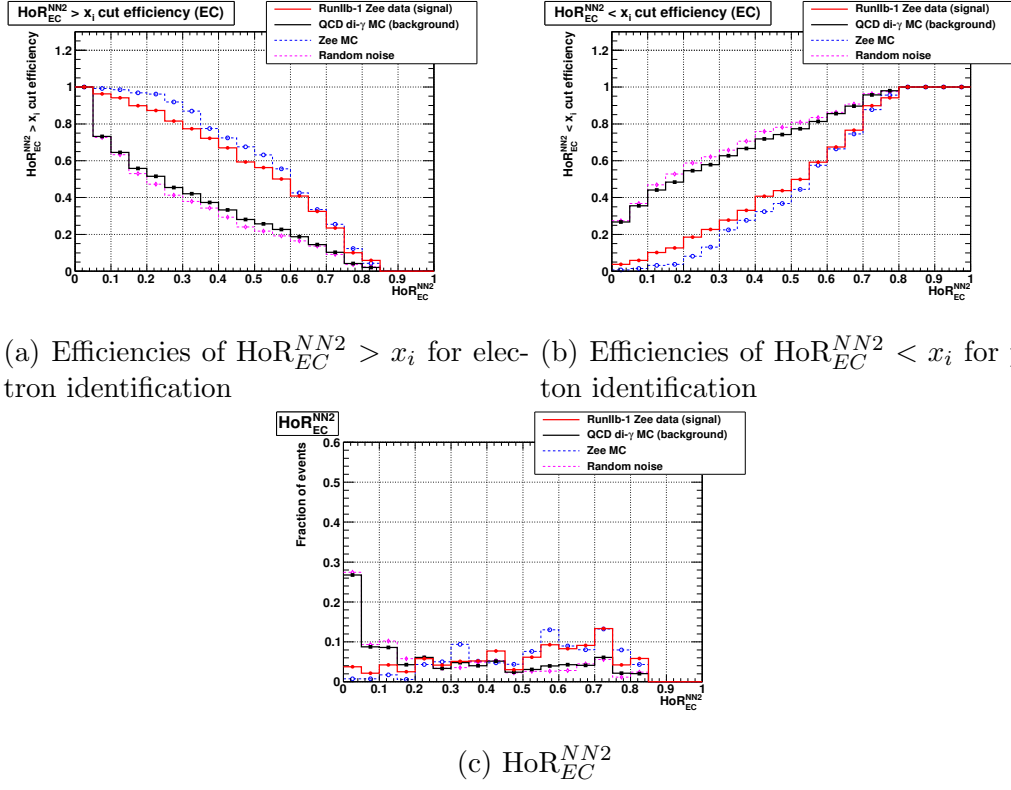 HoR^NN2_EC > x_i cut efficiency (EC)
RunIIb-1 Zee data (signal)
QCD di-γ MC (background)
Zee MC
Random noise
HoR^NN2_EC > x_i cut efficiency
1.2
1
0.8
0.6
0.4
0.2
0
0 0.1 0.2 0.3 0.4 0.5 0.6 0.7 0.8 0.9 1
HoR^NN2_EC
HoR^NN2_EC < x_i cut efficiency (EC)
RunIIb-1 Zee data (signal)
QCD di-γ MC (background)
Zee MC
Random noise
HoR^NN2_EC < x_i cut efficiency
1.2
1
0.8
0.6
0.4
0.2
0
0 0.1 0.2 0.3 0.4 0.5 0.6 0.7 0.8 0.9 1
HoR^NN2_EC
(a) Efficiencies of HoR^NN2_EC > x_i for elec-
tron identification
(b) Efficiencies of HoR^NN2_EC < x_i for
ton identification
HoR^NN2_EC
RunIIb-1 Zee data (signal)
QCD di-γ MC (background)
Zee MC
Random noise
Fraction of events
0.6
0.5
0.4
0.3
0.2
0.1
0
0 0.1 0.2 0.3 0.4 0.5 0.6 0.7 0.8 0.9 1
HoR^NN2_EC
(c) HoR^NN2_EC